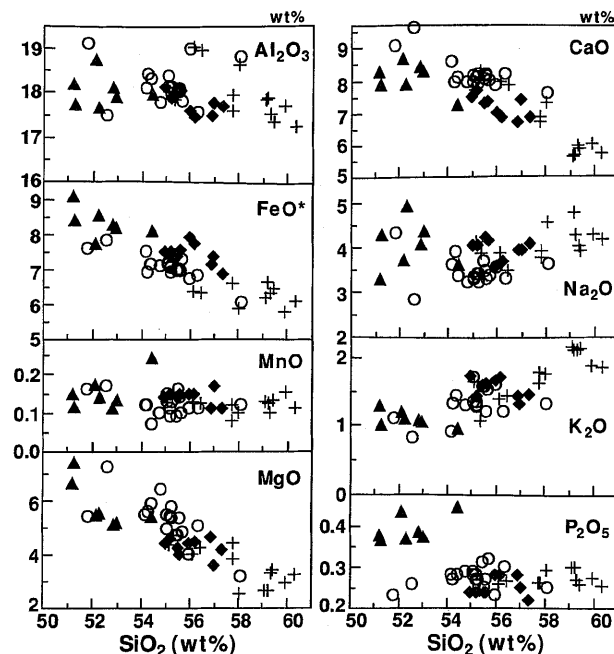 wt%
19
18
17
16
Al₂O₃
9
8
7
6
5
FeO*
0.2
0.1
0.0
MnO
6
4
2
MgO
50 52 54 56 58 60
SiO₂ (wt%)
wt%
9
8
7
6
5
CaO
5
4
3
2
Na₂O
2
1
0
K₂O
0.4
0.3
0.2
P₂O₅
50 52 54 56 58 60
SiO₂ (wt%)